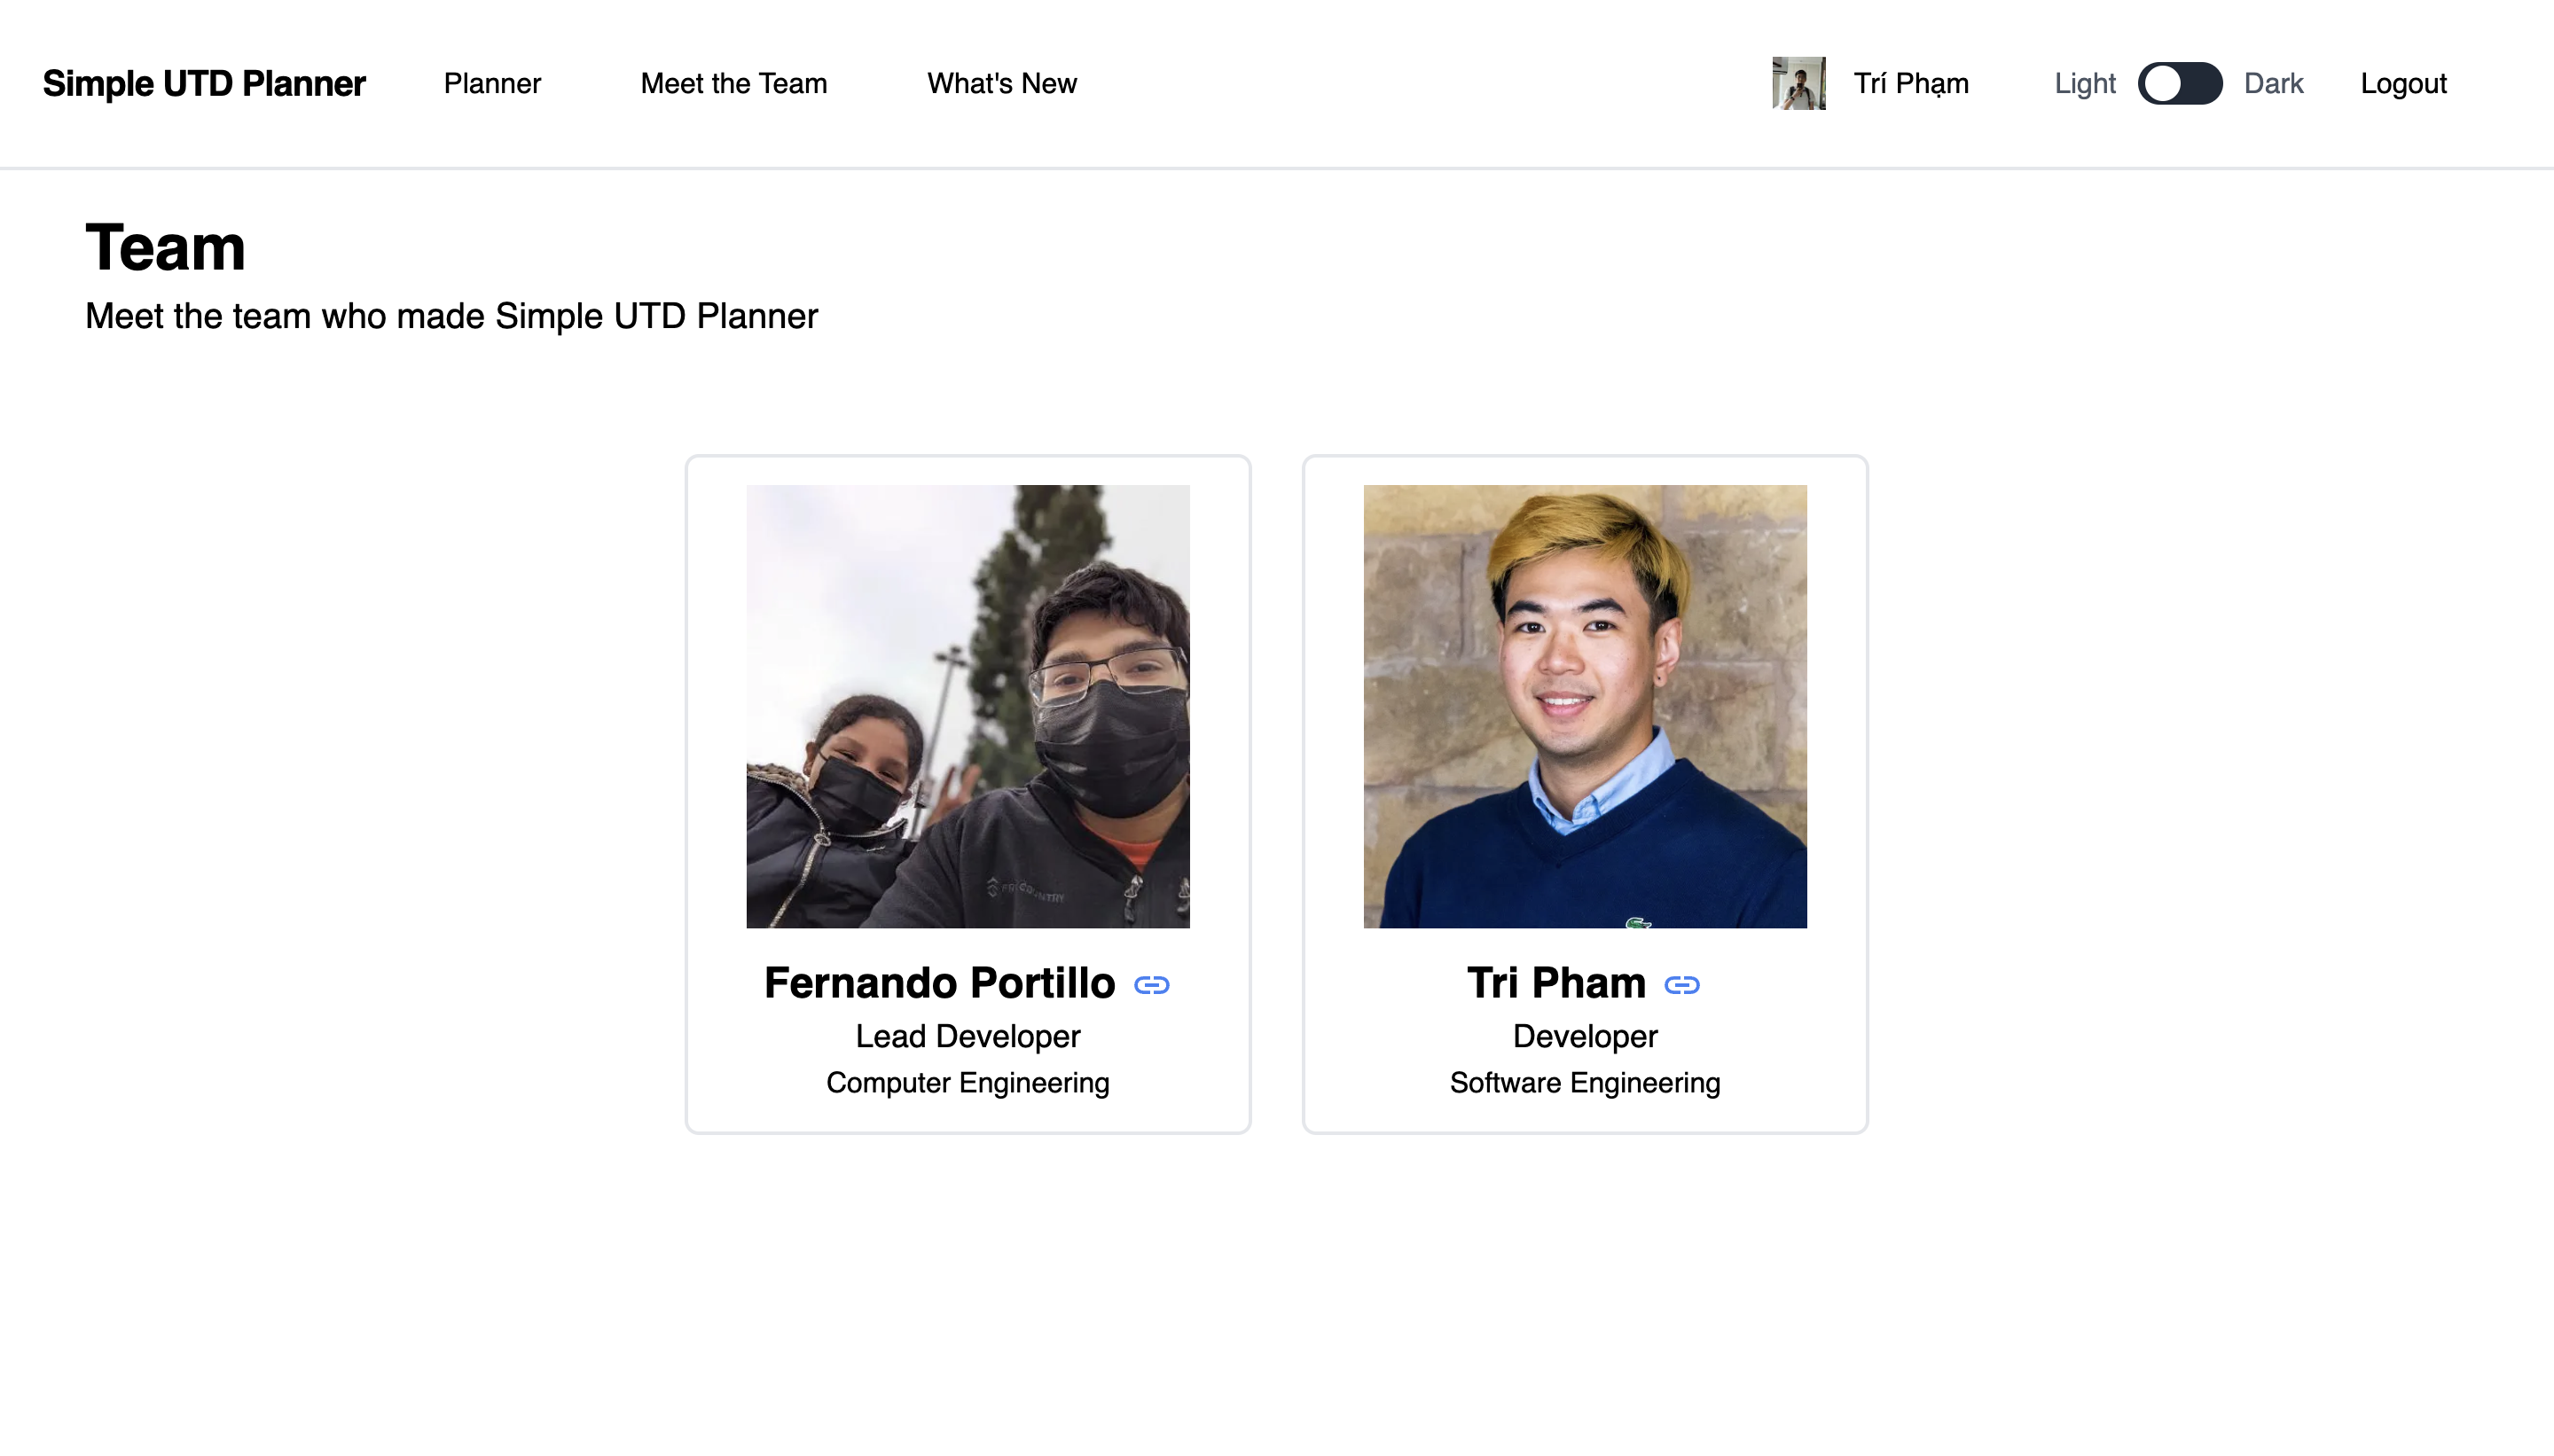 Simple UTD Planner Planner Meet the Team What's New Trí Phạm Light Dark Logout
Team
Meet the team who made Simple UTD Planner
Fernando Portillo
Lead Developer
Computer Engineering
Tri Pham
Developer
Software Engineering